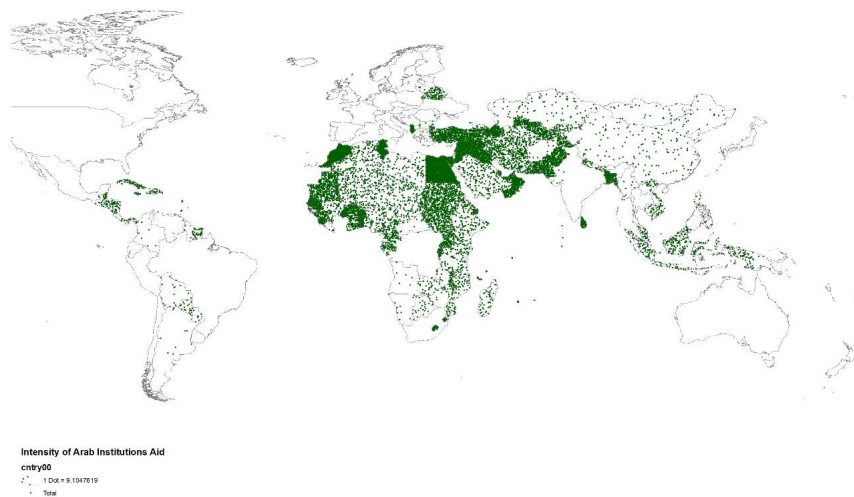 Intensity of Arab Institutions Aid
cntry00
1 Dot = 9.1047619
Total